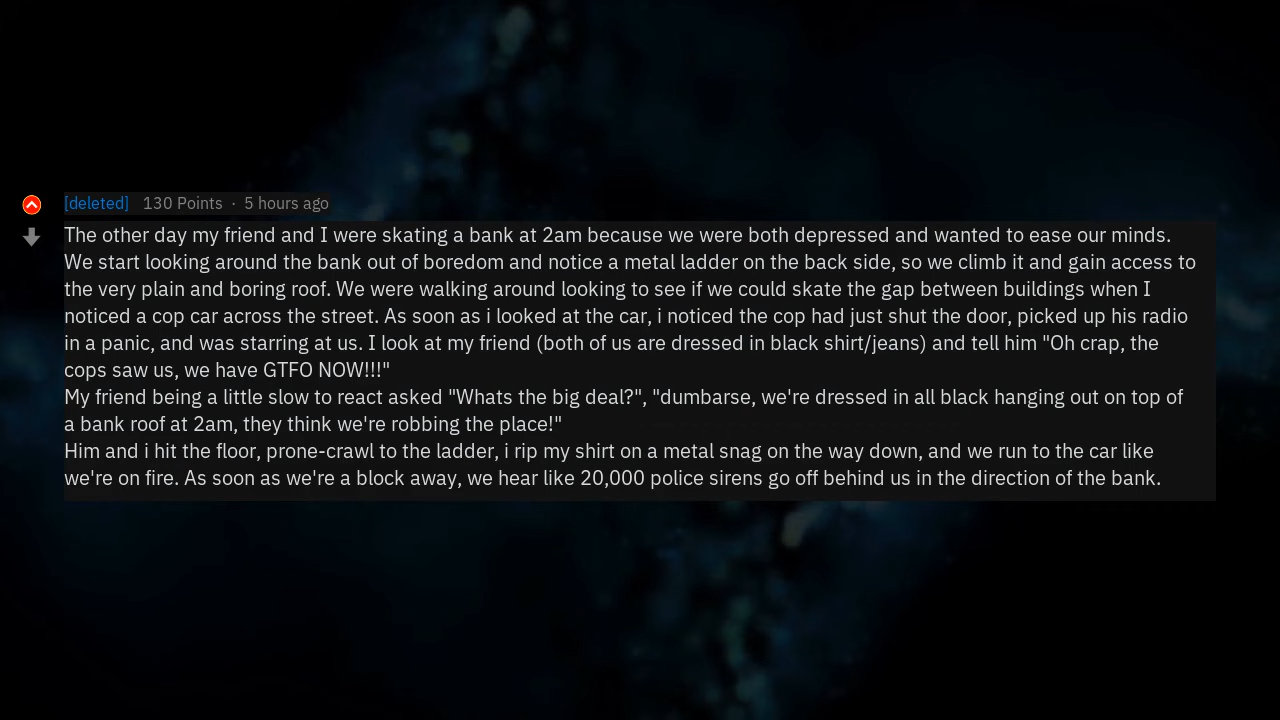 [deleted] 130 Points · 5 hours ago
The other day my friend and I were skating a bank at 2am because we were both depressed and wanted to ease our minds.
We start looking around the bank out of boredom and notice a metal ladder on the back side, so we climb it and gain access to
the very plain and boring roof. We were walking around looking to see if we could skate the gap between buildings when I
noticed a cop car across the street. As soon as i looked at the car, i noticed the cop had just shut the door, picked up his radio
in a panic, and was starring at us. I look at my friend (both of us are dressed in black shirt/jeans) and tell him "Oh crap, the
cops saw us, we have GTFO NOW!!!"
My friend being a little slow to react asked "Whats the big deal?", "dumbarse, we're dressed in all black hanging out on top of
a bank roof at 2am, they think we're robbing the place!"
Him and i hit the floor, prone-crawl to the ladder, i rip my shirt on a metal snag on the way down, and we run to the car like
we're on fire. As soon as we're a block away, we hear like 20,000 police sirens go off behind us in the direction of the bank.